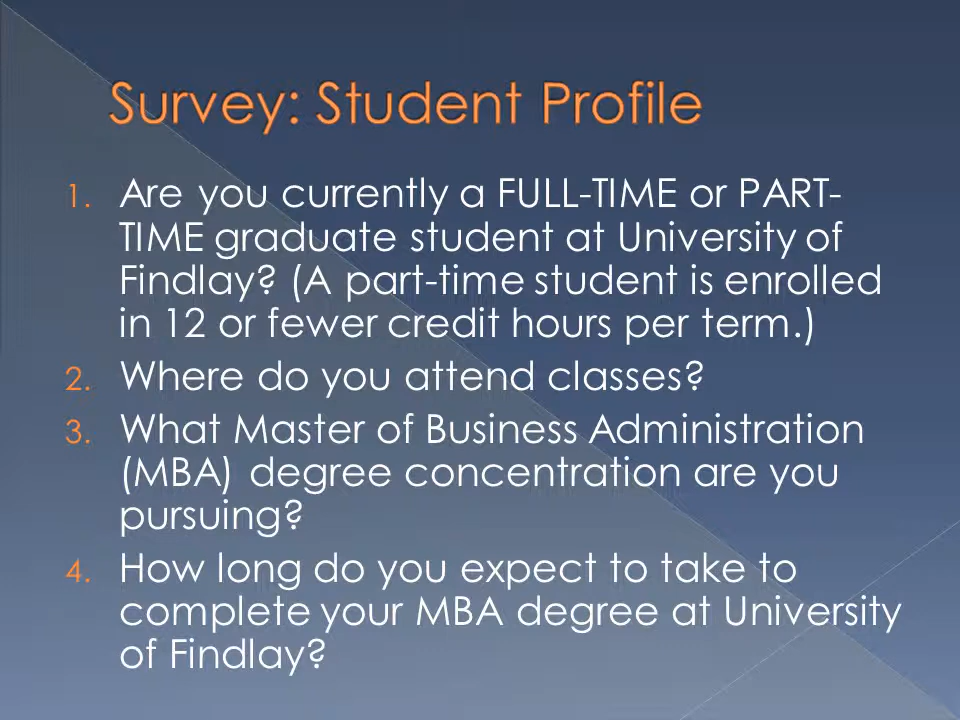 Survey: Student Profile
1. Are you currently a FULL-TIME or PART-
TIME graduate student at University of
Findlay? (A part-time student is enrolled
in 12 or fewer credit hours per term.)
2. Where do you attend classes?
3. What Master of Business Administration
(MBA) degree concentration are you
pursuing?
4. How long do you expect to take to
complete your MBA degree at University
of Findlay?